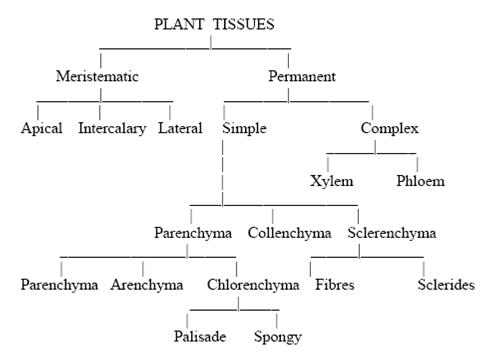 PLANT TISSUES
Meristematic Permanent
Apical Intercalary Lateral Simple Complex
Xylem Phloem
Parenchyma Collenchyma Sclerenchyma
Parenchyma Arenchyma Chlorenchyma Fibres Sclerides
Palisade Spongy